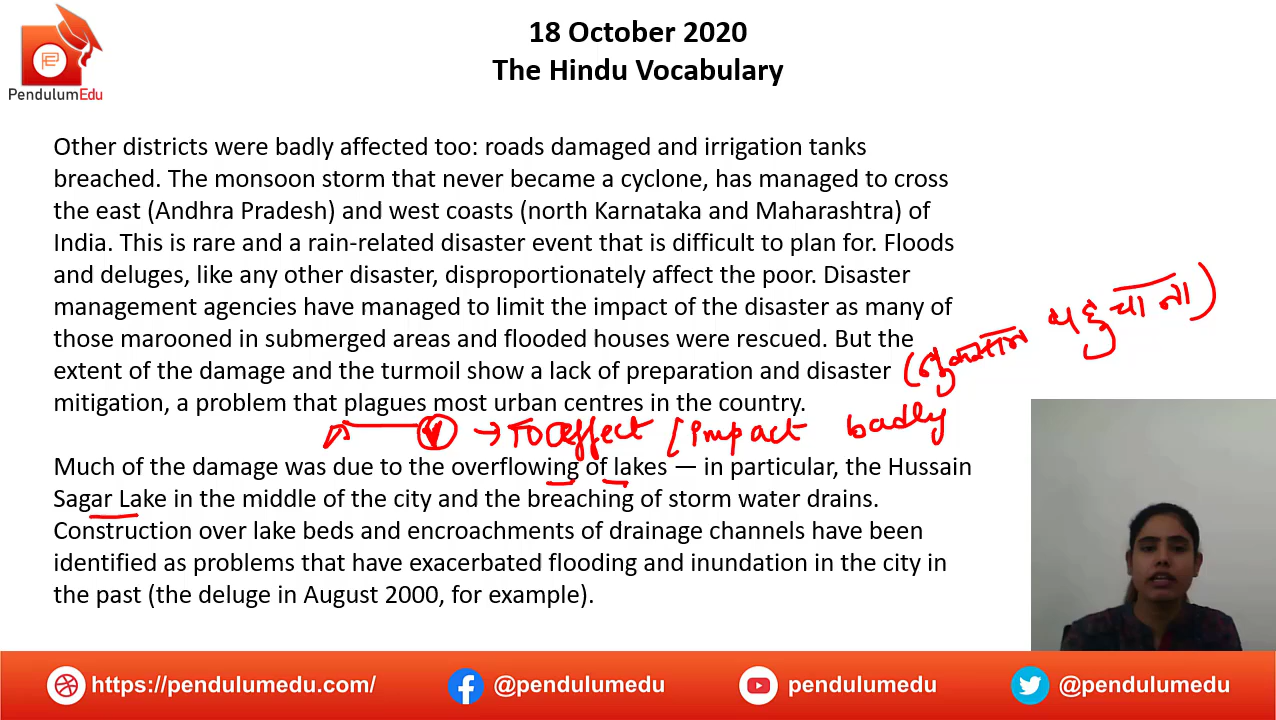 18 October 2020
The Hindu Vocabulary
PendulumEdu
Other districts were badly affected too: roads damaged and irrigation tanks
breached. The monsoon storm that never became a cyclone, has managed to cross
the east (Andhra Pradesh) and west coasts (north Karnataka and Maharashtra) of
India. This is rare and a rain-related disaster event that is difficult to plan for. Floods
and deluges, like any other disaster, disproportionately affect the poor. Disaster
management agencies have managed to limit the impact of the disaster as many of
those marooned in submerged areas and flooded houses were rescued. But the
extent of the damage and the turmoil show a lack of preparation and disaster
(नुकसान पहुचाना)
mitigation, a problem that plagues most urban centres in the country.
V → To affect [Impact badly
Much of the damage was due to the overflowing of lakes — in particular, the Hussain
Sagar Lake in the middle of the city and the breaching of storm water drains.
Construction over lake beds and encroachments of drainage channels have been
identified as problems that have exacerbated flooding and inundation in the city in
the past (the deluge in August 2000, for example).
https://pendulumedu.com/ @pendulumedu pendulumedu @pendulumedu